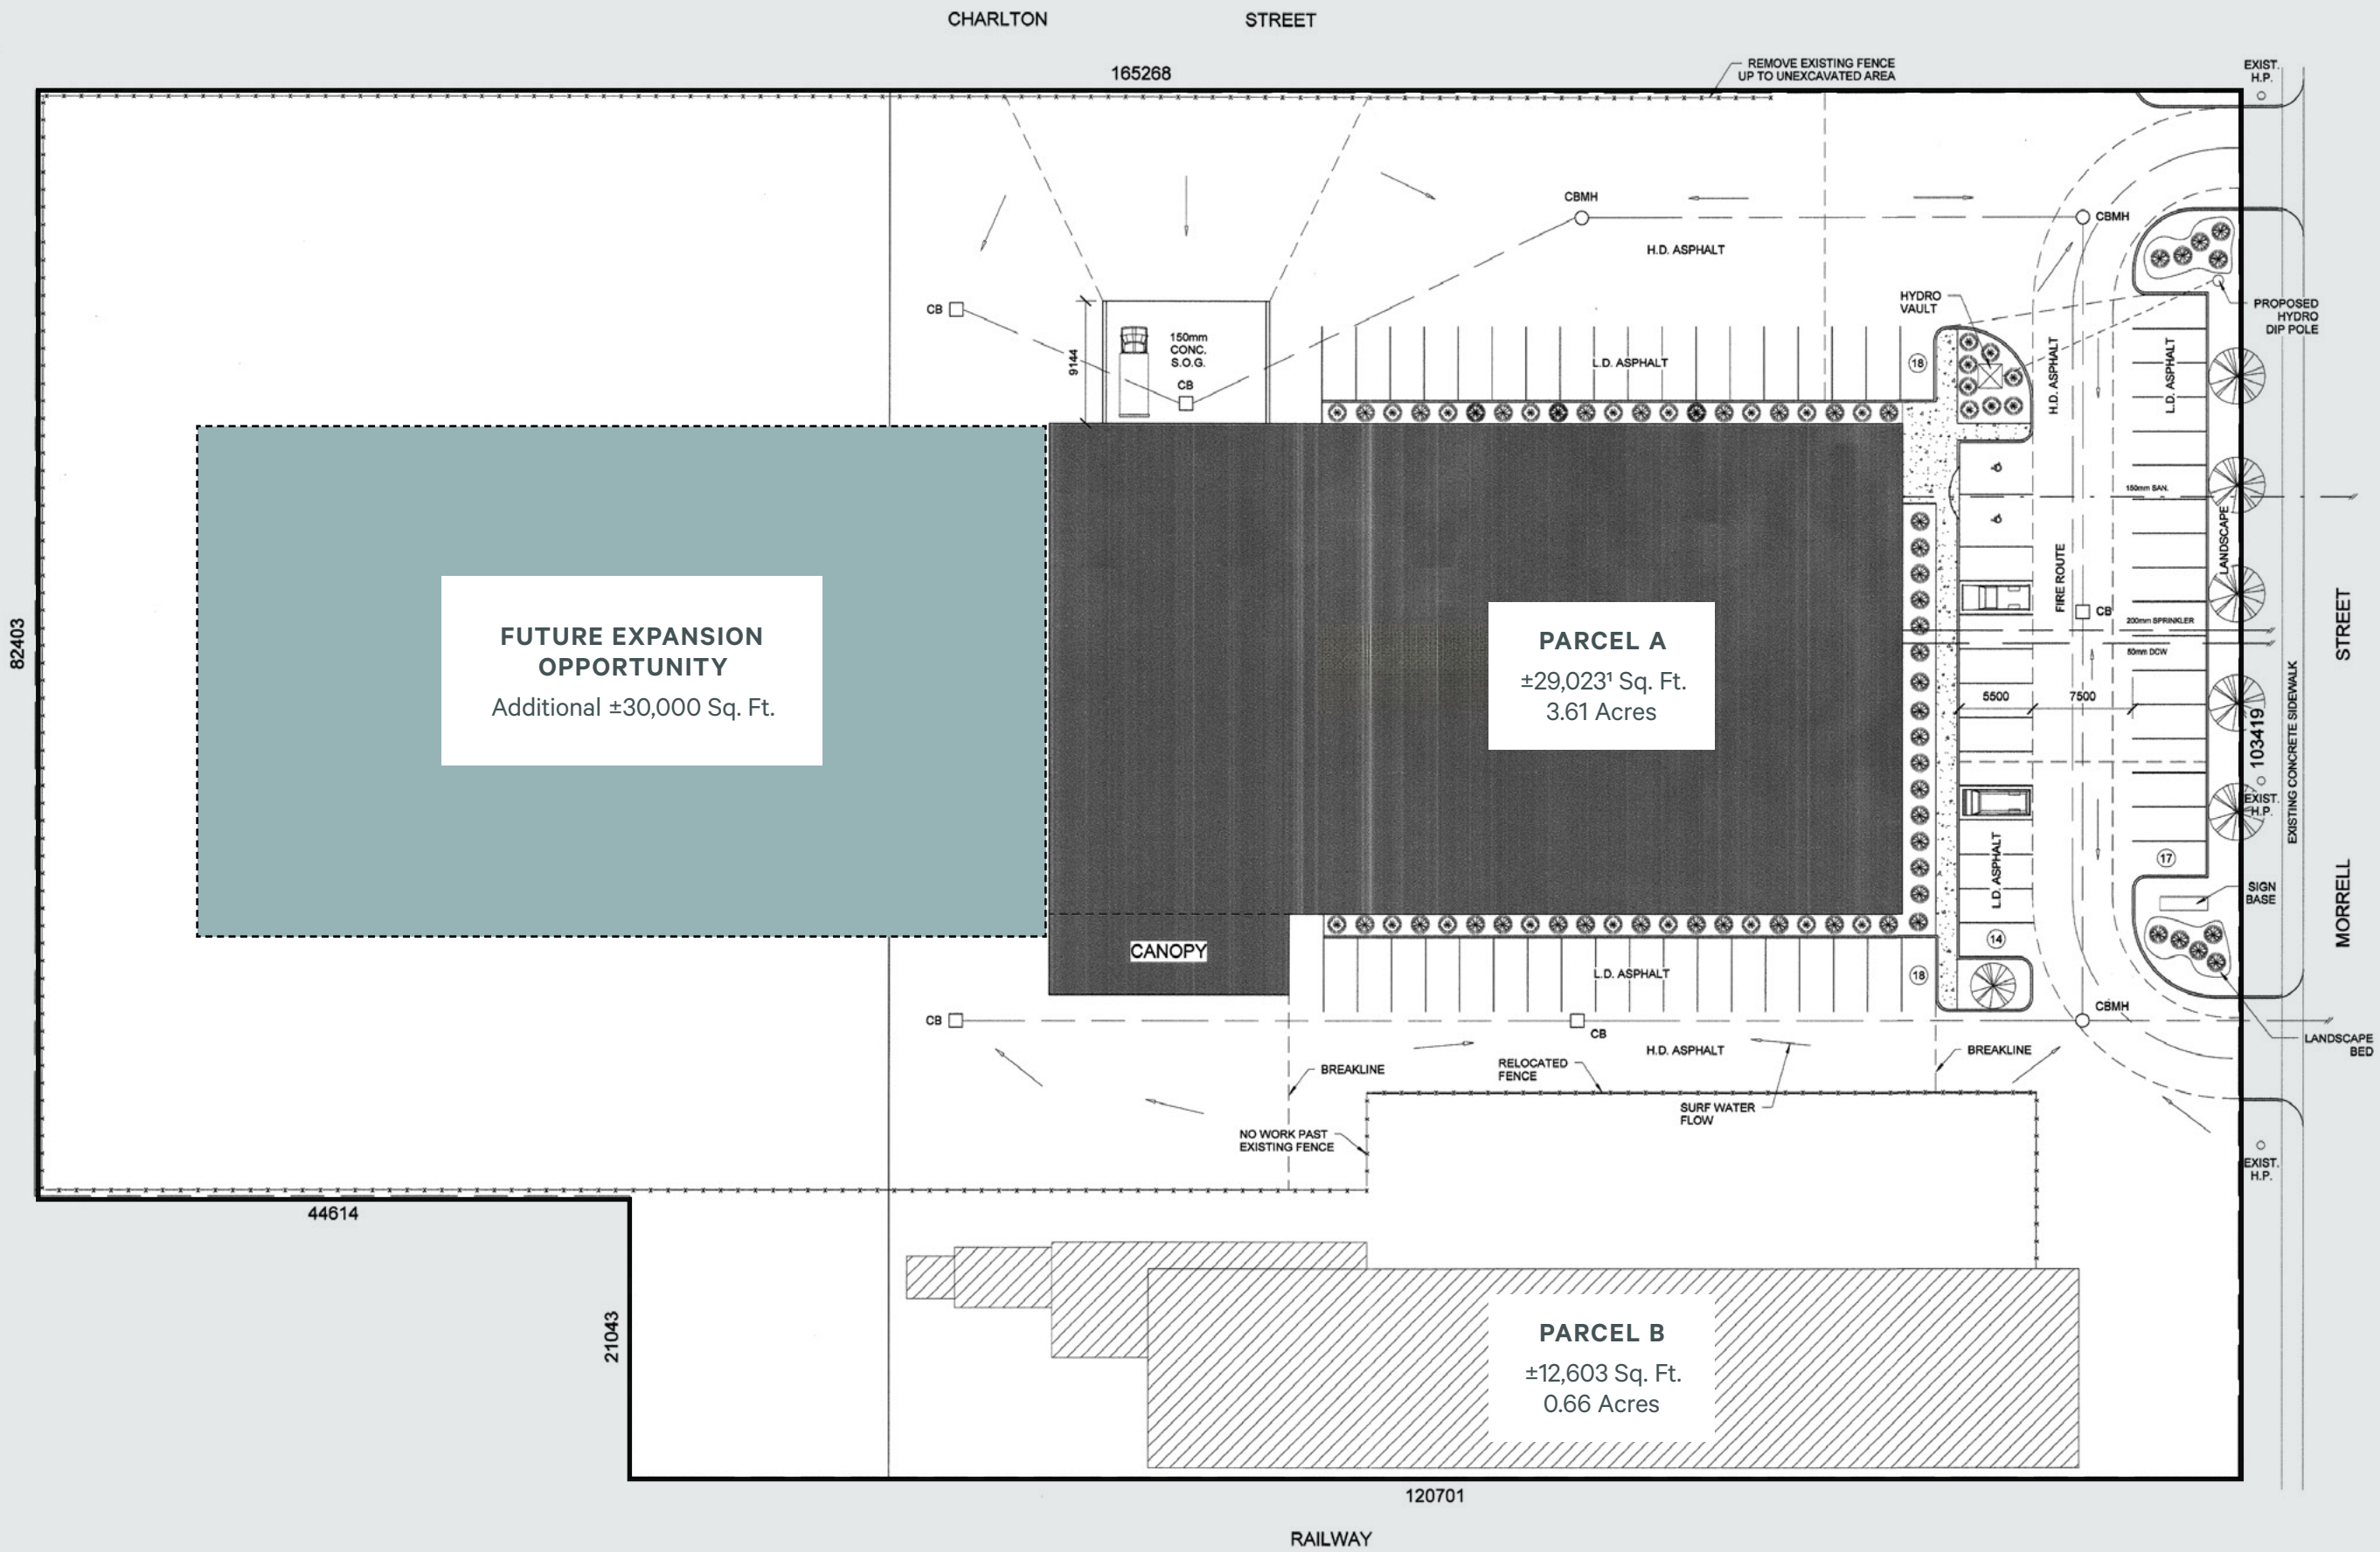 CHARLTON STREET
165268
REMOVE EXISTING FENCE
UP TO UNEXCAVATED AREA
EXIST.
H.P.
CBMH
CBMH
H.D. ASPHALT
HYDRO
VAULT
PROPOSED
HYDRO
DIP POLE
CB
9144
150mm
CONC.
S.O.G.
CB
L.D. ASPHALT
18
H.D. ASPHALT
L.D. ASPHALT
150mm SAN.
LANDSCAPE
FIRE ROUTE
CB
200mm SPRINKLER
50mm DCW
5500
7500
82403
FUTURE EXPANSION
OPPORTUNITY
Additional ±30,000 Sq. Ft.
PARCEL A
±29,023¹ Sq. Ft.
3.61 Acres
103419
EXISTING CONCRETE SIDEWALK
MORRELL STREET
EXIST.
H.P.
L.D. ASPHALT
17
SIGN
BASE
14
CANOPY
L.D. ASPHALT
18
CB
CB
CBMH
H.D. ASPHALT
BREAKLINE
LANDSCAPE
BED
BREAKLINE
RELOCATED
FENCE
SURF WATER
FLOW
NO WORK PAST
EXISTING FENCE
EXIST.
H.P.
44614
21043
PARCEL B
±12,603 Sq. Ft.
0.66 Acres
120701
RAILWAY